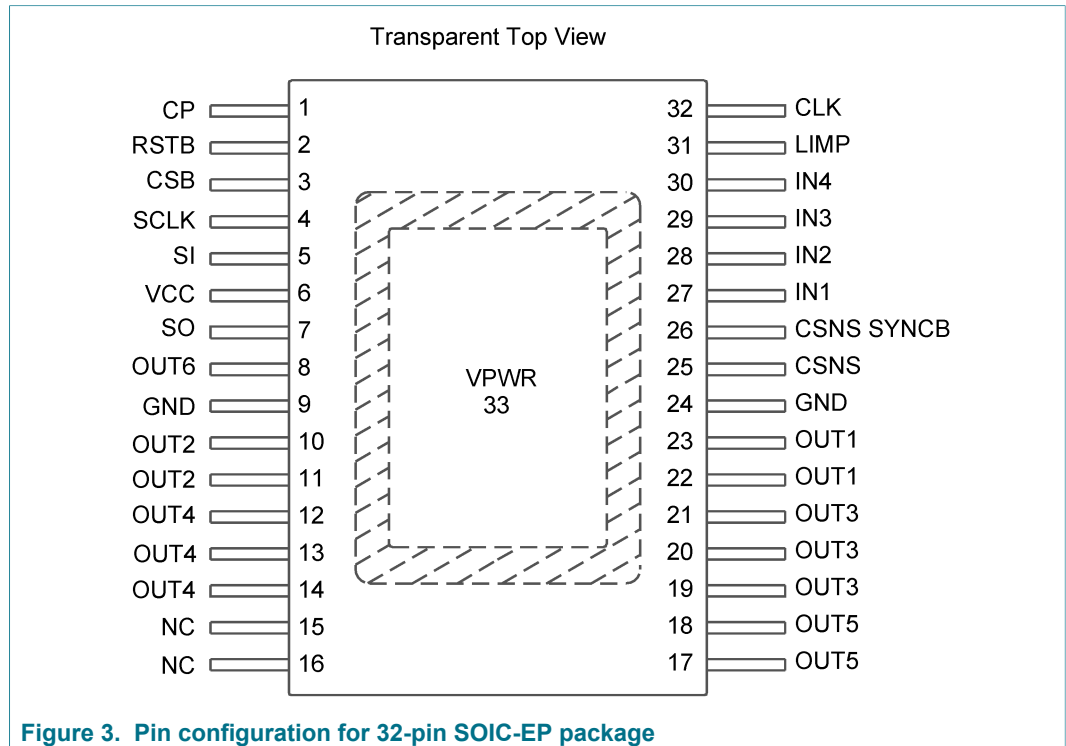 Transparent Top View
CP 1 32 CLK
RSTB 2 31 LIMP
CSB 3 30 IN4
SCLK 4 29 IN3
SI 5 28 IN2
VCC 6 27 IN1
SO 7 26 CSNS SYNCB
OUT6 8 25 CSNS
VPWR
33
GND 9 24 GND
OUT2 10 23 OUT1
OUT2 11 22 OUT1
OUT4 12 21 OUT3
OUT4 13 20 OUT3
OUT4 14 19 OUT3
NC 15 18 OUT5
NC 16 17 OUT5
Figure 3. Pin configuration for 32-pin SOIC-EP package